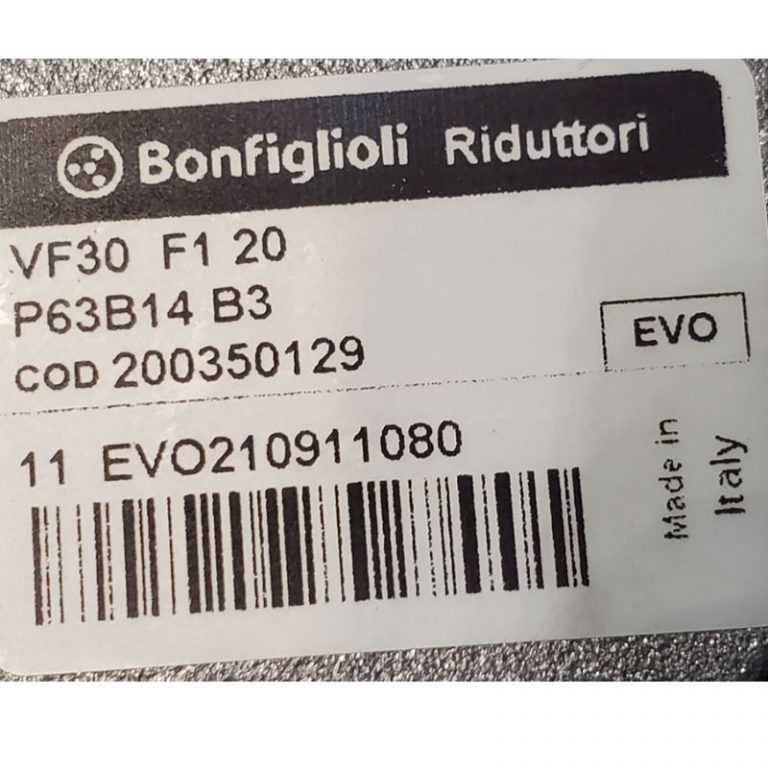 Bonfiglioli Riduttori
VF30 F1 20
P63B14 B3
COD 200350129
EVO
11 EVO210911080
Made in
Italy